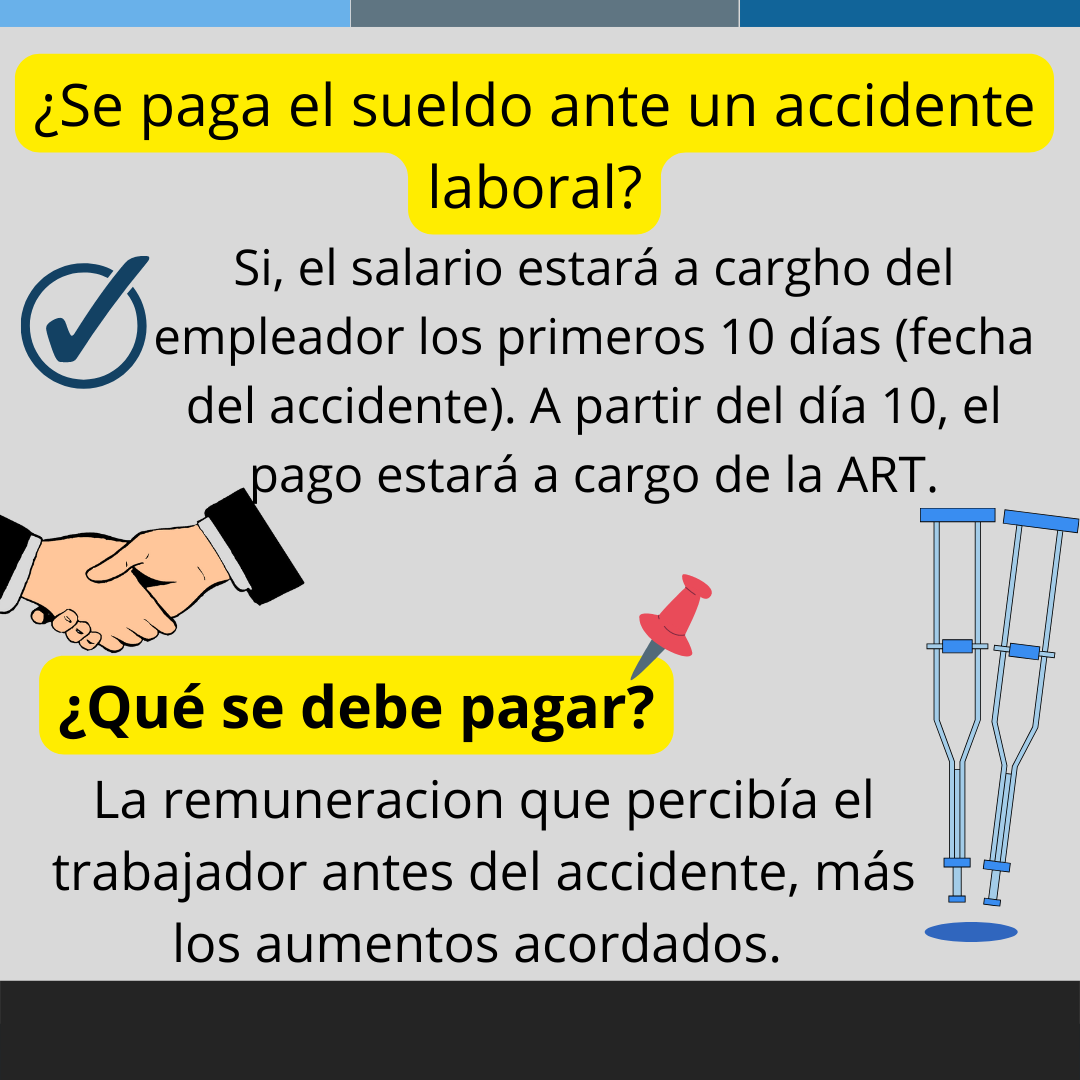 ¿Se paga el sueldo ante un accidente
laboral?
Si, el salario estará a cargho del
empleador los primeros 10 días (fecha
del accidente). A partir del día 10, el
pago estará a cargo de la ART.
¿Qué se debe pagar?
La remuneracion que percibía el
trabajador antes del accidente, más
los aumentos acordados.